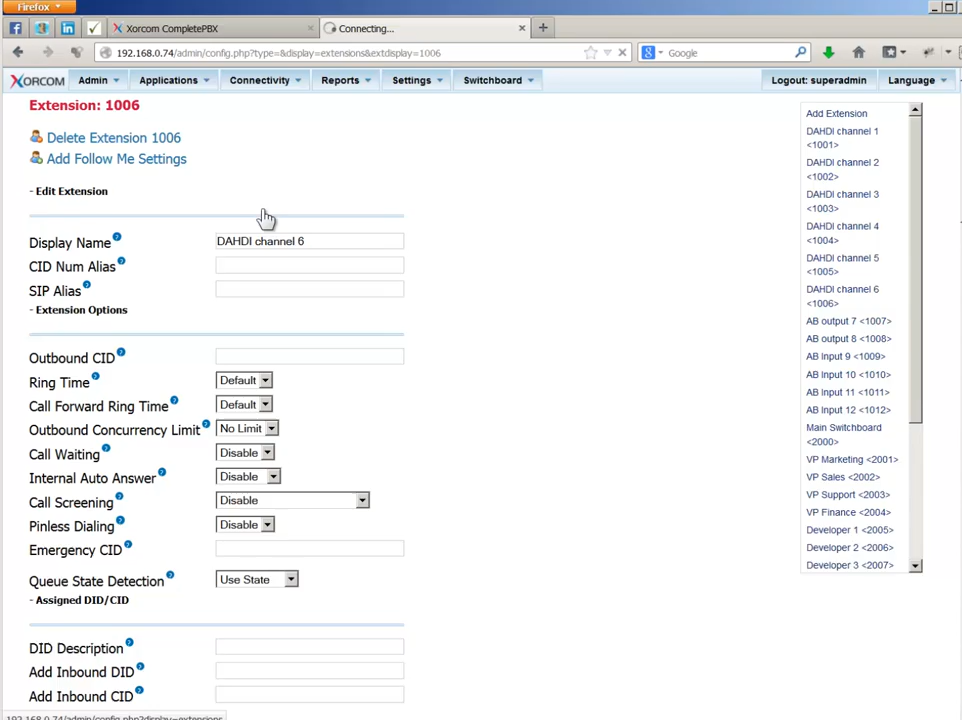 Firefox
Xorcom CompletePBX
Connecting...
192.168.0.74/admin/config.php?type=&display=extensions&extdisplay=1006
Google
XORCOM Admin Applications Connectivity Reports Settings Switchboard Logout: superadmin Language
Extension: 1006
Delete Extension 1006
Add Follow Me Settings
- Edit Extension
Display Name DAHDI channel 6
CID Num Alias
SIP Alias
- Extension Options
Outbound CID
Ring Time Default
Call Forward Ring Time Default
Outbound Concurrency Limit No Limit
Call Waiting Disable
Internal Auto Answer Disable
Call Screening Disable
Pinless Dialing Disable
Emergency CID
Queue State Detection Use State
- Assigned DID/CID
DID Description
Add Inbound DID
Add Inbound CID
Add Extension
DAHDI channel 1
<1001>
DAHDI channel 2
<1002>
DAHDI channel 3
<1003>
DAHDI channel 4
<1004>
DAHDI channel 5
<1005>
DAHDI channel 6
<1006>
AB output 7 <1007>
AB output 8 <1008>
AB Input 9 <1009>
AB Input 10 <1010>
AB Input 11 <1011>
AB Input 12 <1012>
Main Switchboard
<2000>
VP Marketing <2001>
VP Sales <2002>
VP Support <2003>
VP Finance <2004>
Developer 1 <2005>
Developer 2 <2006>
Developer 3 <2007>
192.168.0.74/admin/config.php?display=extensions